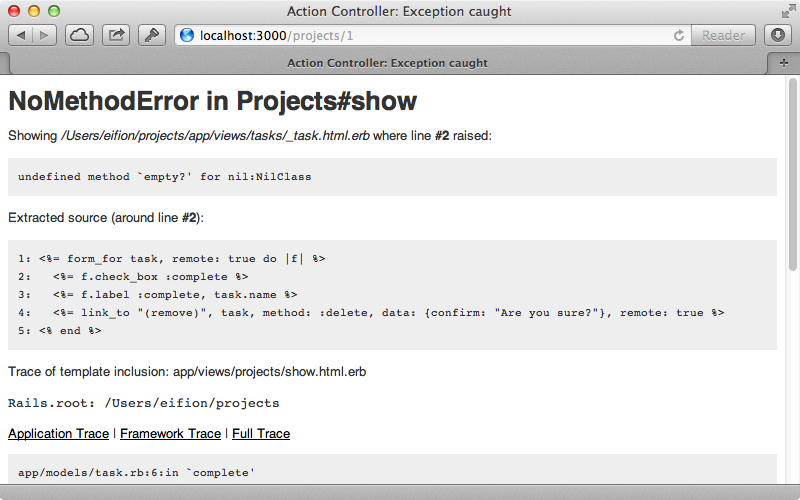 Action Controller: Exception caught
localhost:3000/projects/1
Reader
Action Controller: Exception caught
NoMethodError in Projects#show
Showing /Users/eifion/projects/app/views/tasks/_task.html.erb where line #2 raised:
undefined method `empty?' for nil:NilClass
Extracted source (around line #2):
1: <%= form_for task, remote: true do |f| %>
2:   <%= f.check_box :complete %>
3:   <%= f.label :complete, task.name %>
4:   <%= link_to "(remove)", task, method: :delete, data: {confirm: "Are you sure?"}, remote: true %>
5: <% end %>
Trace of template inclusion: app/views/projects/show.html.erb
Rails.root: /Users/eifion/projects
Application Trace | Framework Trace | Full Trace
app/models/task.rb:6:in `complete'